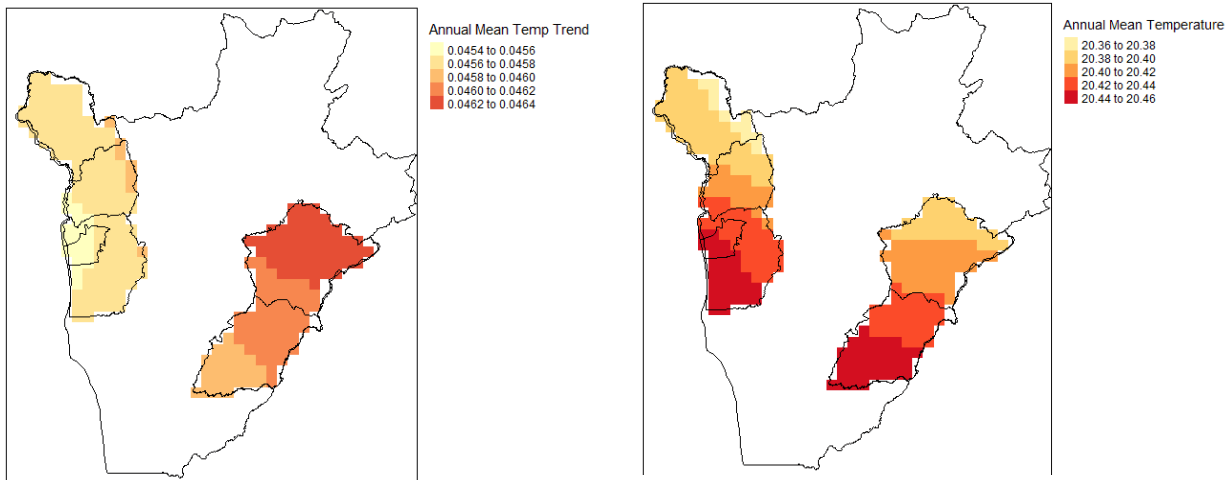 Annual Mean Temp Trend
0.0454 to 0.0456
0.0456 to 0.0458
0.0458 to 0.0460
0.0460 to 0.0462
0.0462 to 0.0464
Annual Mean Temperature
20.36 to 20.38
20.38 to 20.40
20.40 to 20.42
20.42 to 20.44
20.44 to 20.46